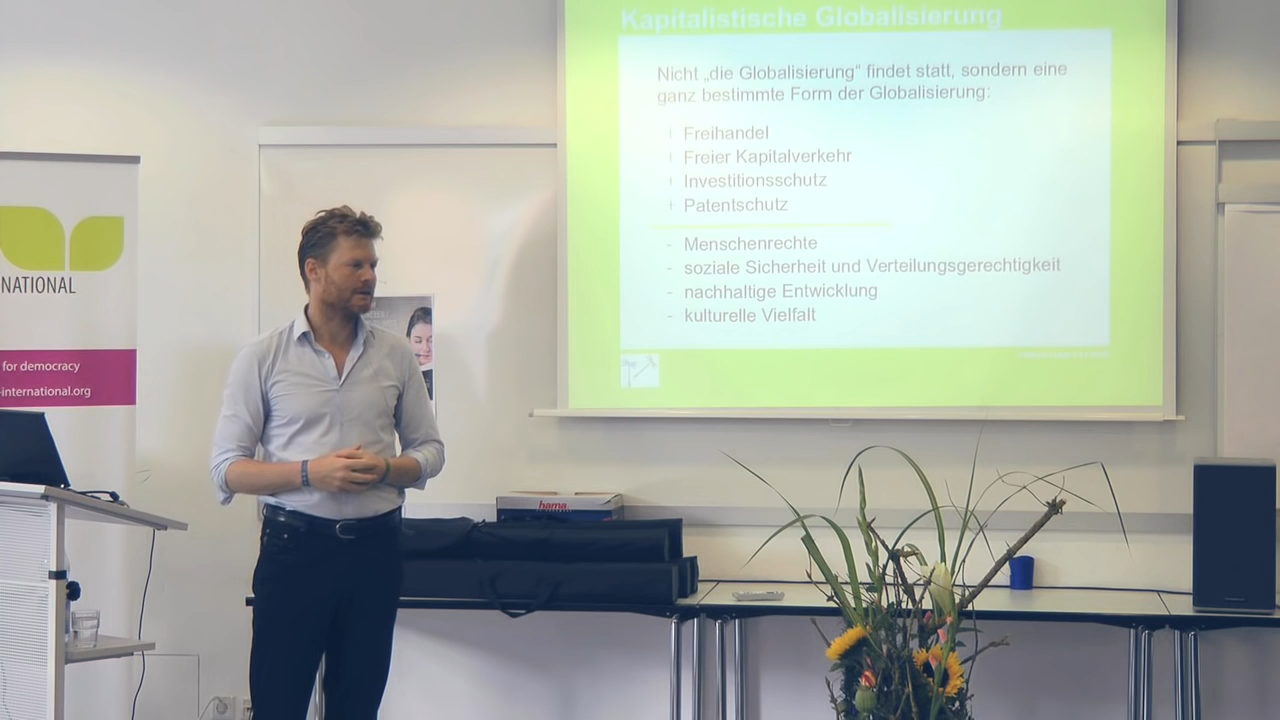 Kapitalistische Globalisierung
Nicht „die Globalisierung“ findet statt, sondern eine
ganz bestimmte Form der Globalisierung:
Freihandel
Freier Kapitalverkehr
Investitionsschutz
Patentschutz
- Menschenrechte
- soziale Sicherheit und Verteilungsgerechtigkeit
- nachhaltige Entwicklung
- kulturelle Vielfalt
NATIONAL
for democracy
-international.org
hama